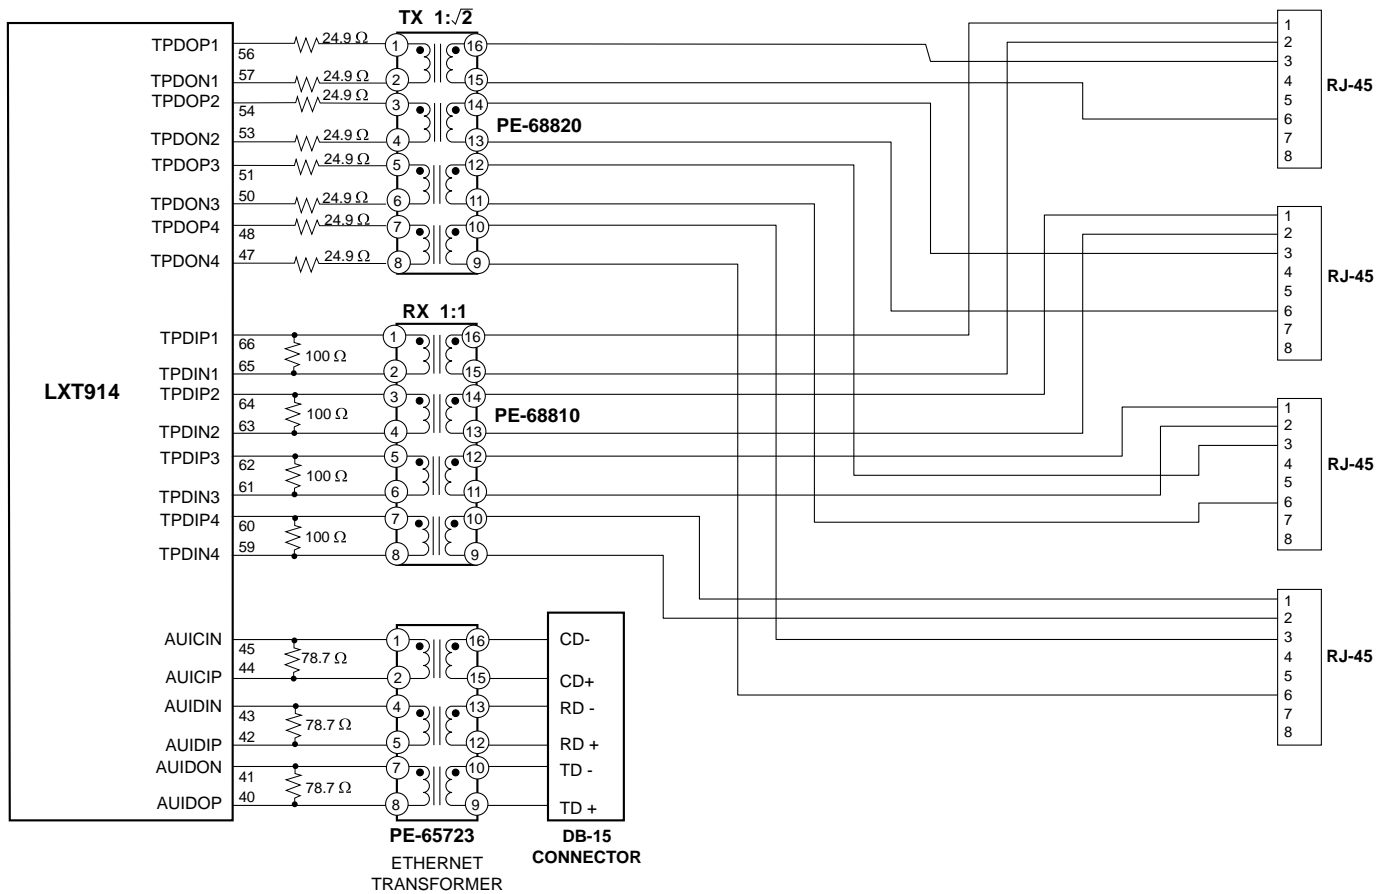 TX 1:√2
TPDOP1 56 24.9 Ω 1 16
TPDON1 57 24.9 Ω 2 15
TPDOP2 54 24.9 Ω 3 14
PE-68820
TPDON2 53 24.9 Ω 4 13
TPDOP3 51 24.9 Ω 5 12
TPDON3 50 24.9 Ω 6 11
TPDOP4 48 24.9 Ω 7 10
TPDON4 47 24.9 Ω 8 9
RX 1:1
TPDIP1 66 1 16
100 Ω
TPDIN1 65 2 15
LXT914
TPDIP2 64 3 14
100 Ω
PE-68810
TPDIN2 63 4 13
TPDIP3 62 5 12
100 Ω
TPDIN3 61 6 11
TPDIP4 60 7 10
100 Ω
TPDIN4 59 8 9
AUICIN 45 1 16 CD-
78.7 Ω
AUICIP 44 2 15 CD+
AUIDIN 43 4 13 RD -
78.7 Ω
AUIDIP 42 5 12 RD +
AUIDON 41 7 10 TD -
78.7 Ω
AUIDOP 40 8 9 TD +
PE-65723
ETHERNET
TRANSFORMER
DB-15
CONNECTOR
1
2
3
4
5
6
7
8
RJ-45
1
2
3
4
5
6
7
8
RJ-45
1
2
3
4
5
6
7
8
RJ-45
1
2
3
4
5
6
7
8
RJ-45